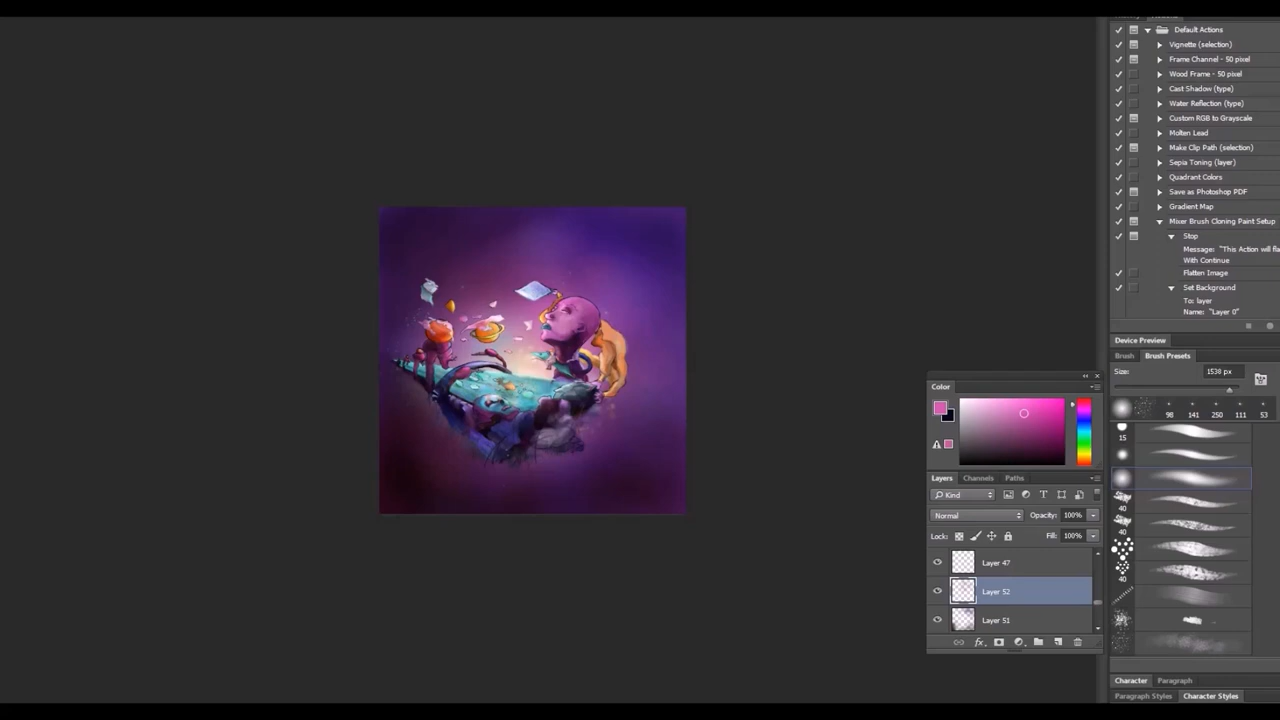 Default Actions
Vignette (selection)
Frame Channel - 50 pixel
Wood Frame - 50 pixel
Cast Shadow (type)
Water Reflection (type)
Custom RGB to Grayscale
Molten Lead
Make Clip Path (selection)
Sepia Toning (layer)
Quadrant Colors
Save as Photoshop PDF
Gradient Map
Mixer Brush Cloning Paint Setup
Stop
Message: "This Action will fla
With Continue
Flatten Image
Set Background
To: layer
Name: "Layer 0"
Device Preview
Brush Brush Presets
Size: 1538 px
98 141 250 111 53
15
40
40
40
Color
Layers Channels Paths
Kind
Normal Opacity: 100%
Lock: Fill: 100%
Layer 47
Layer 52
Layer 51
Character Paragraph
Paragraph Styles Character Styles